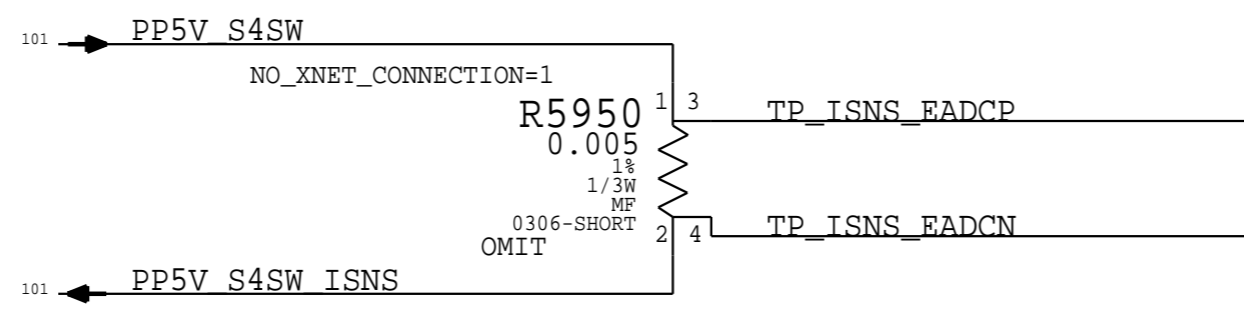 101 PP5V_S4SW
NO_XNET_CONNECTION=1
R5950 1 3 TP_ISNS_EADCP
0.005
1%
1/3W
MF
0306-SHORT
2 4 TP_ISNS_EADCN
OMIT
101 PP5V_S4SW_ISNS